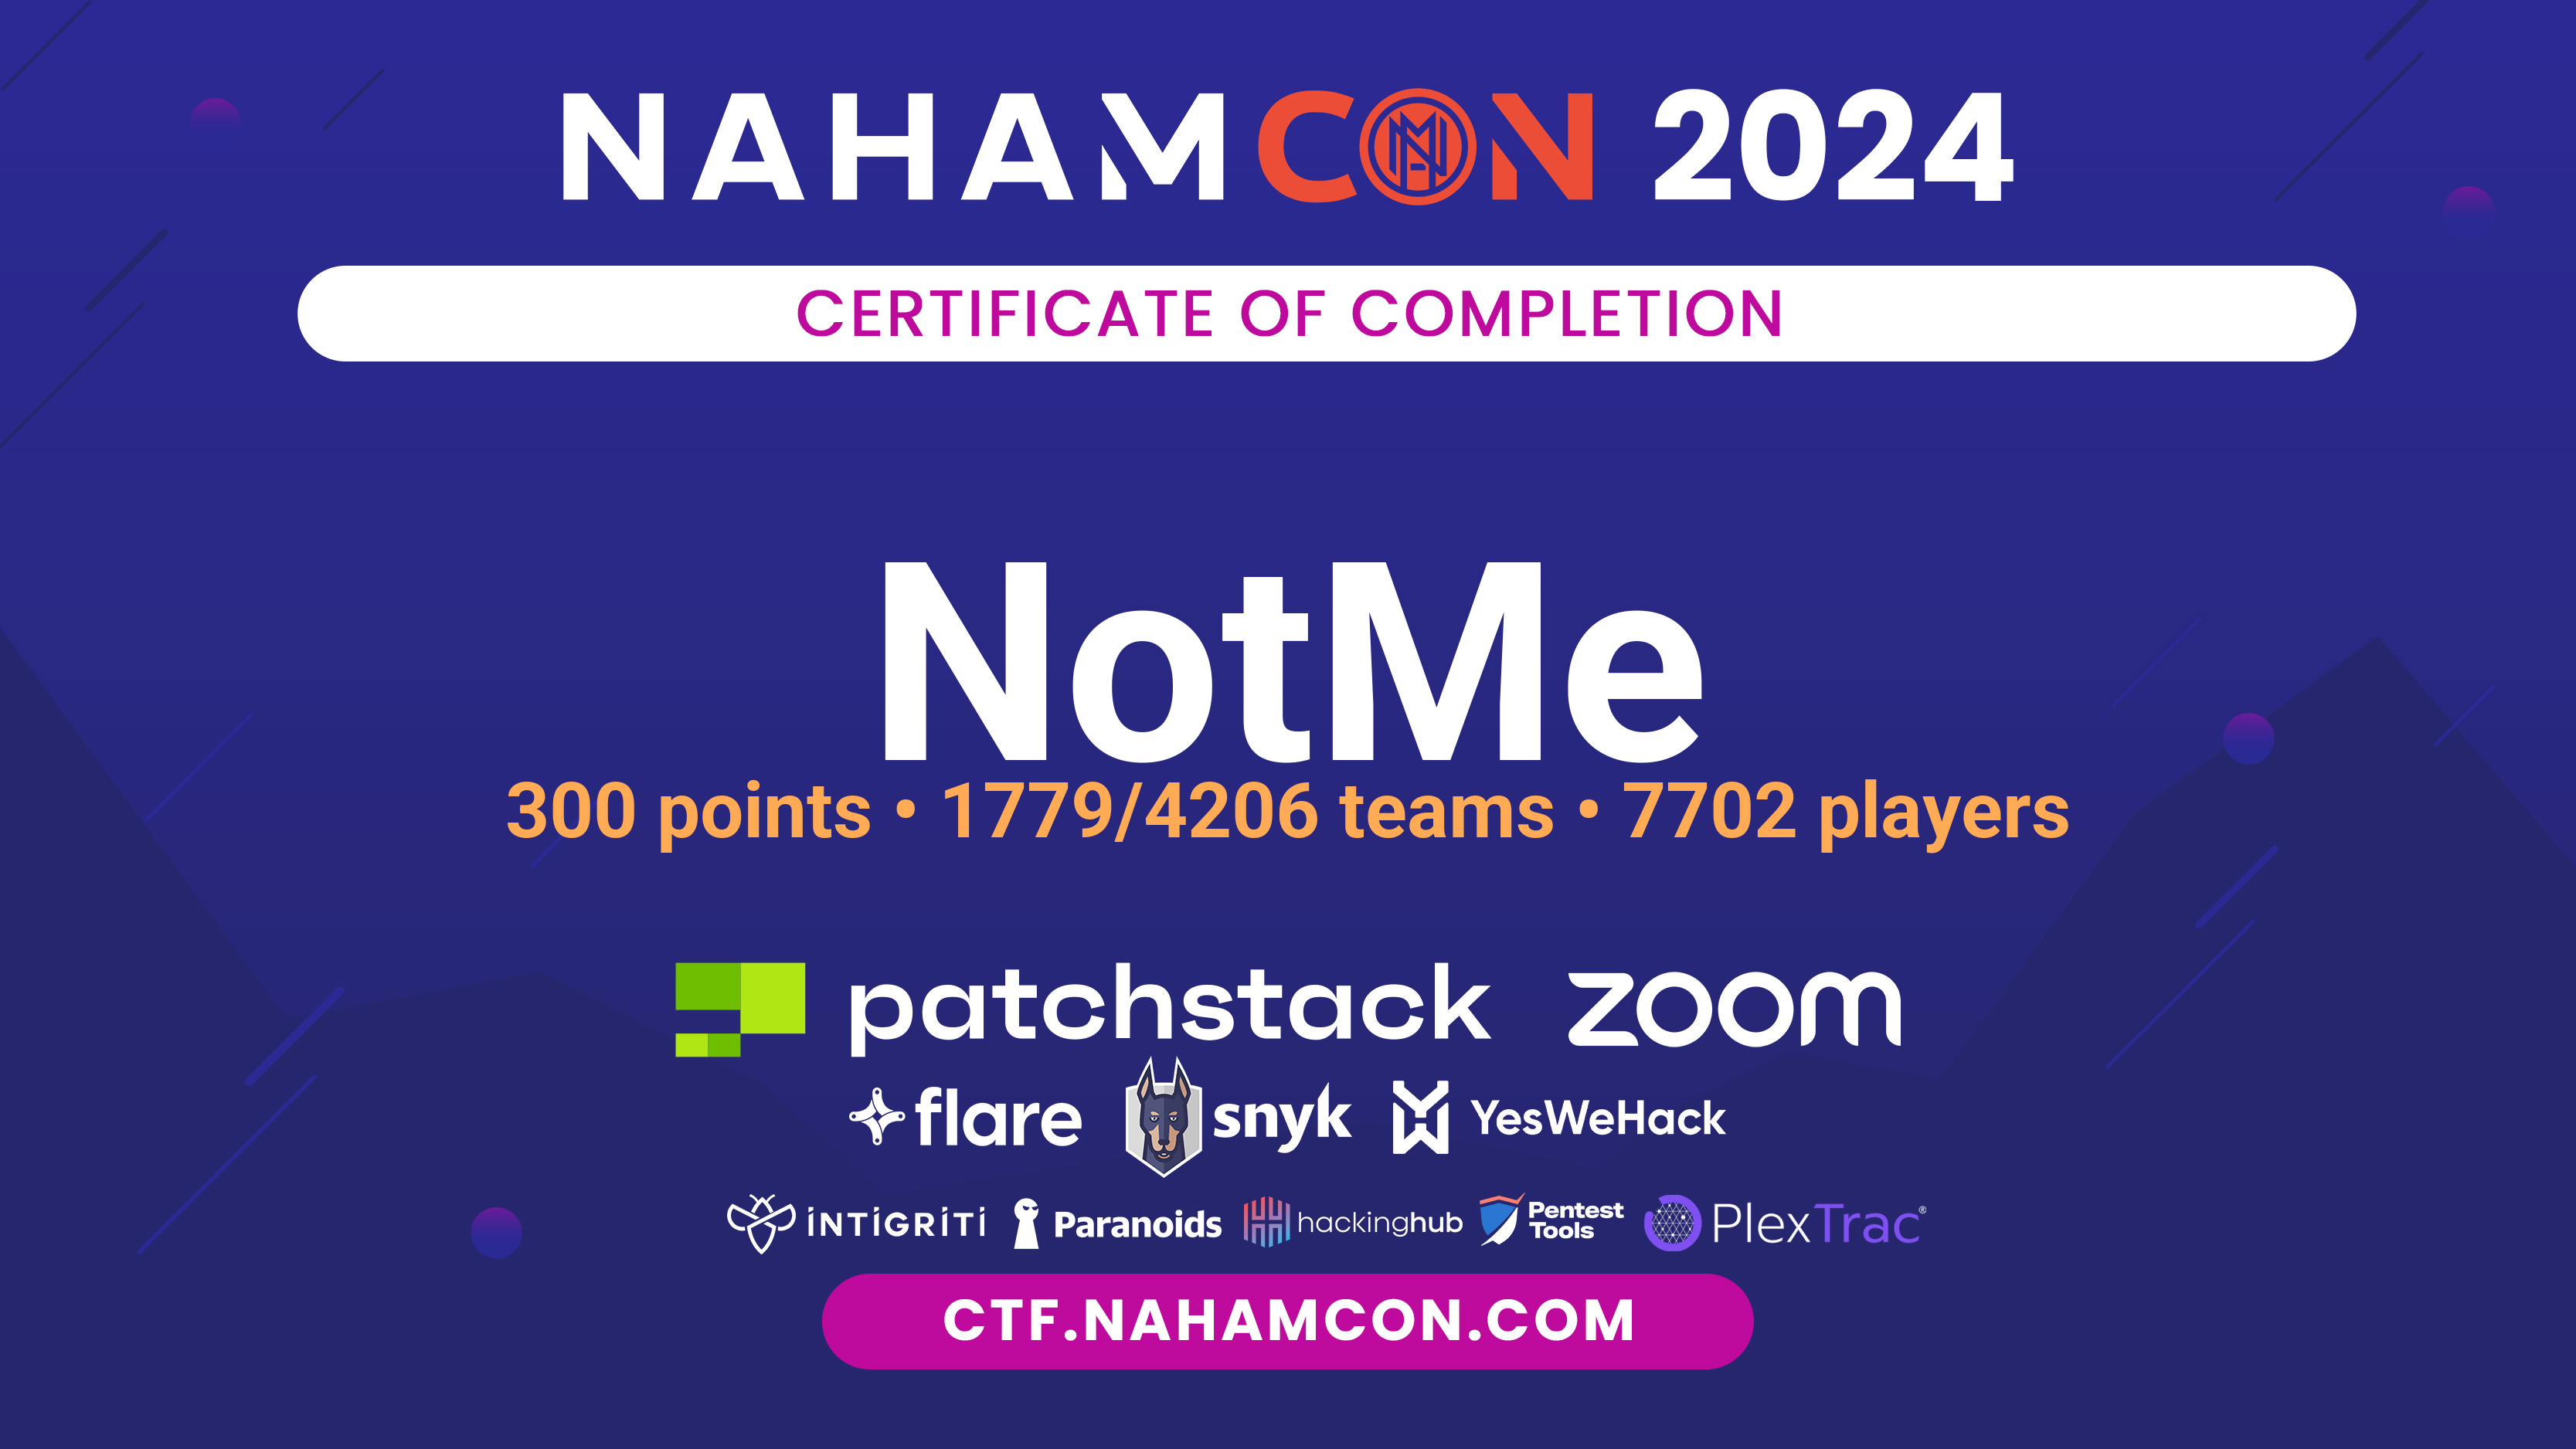 NAHAMCON 2024
CERTIFICATE OF COMPLETION
NotMe
300 points • 1779/4206 teams • 7702 players
patchstack zoom
flare snyk YesWeHack
INTIGRITI Paranoids hackinghub Pentest Tools PlexTrac®
CTF.NAHAMCON.COM